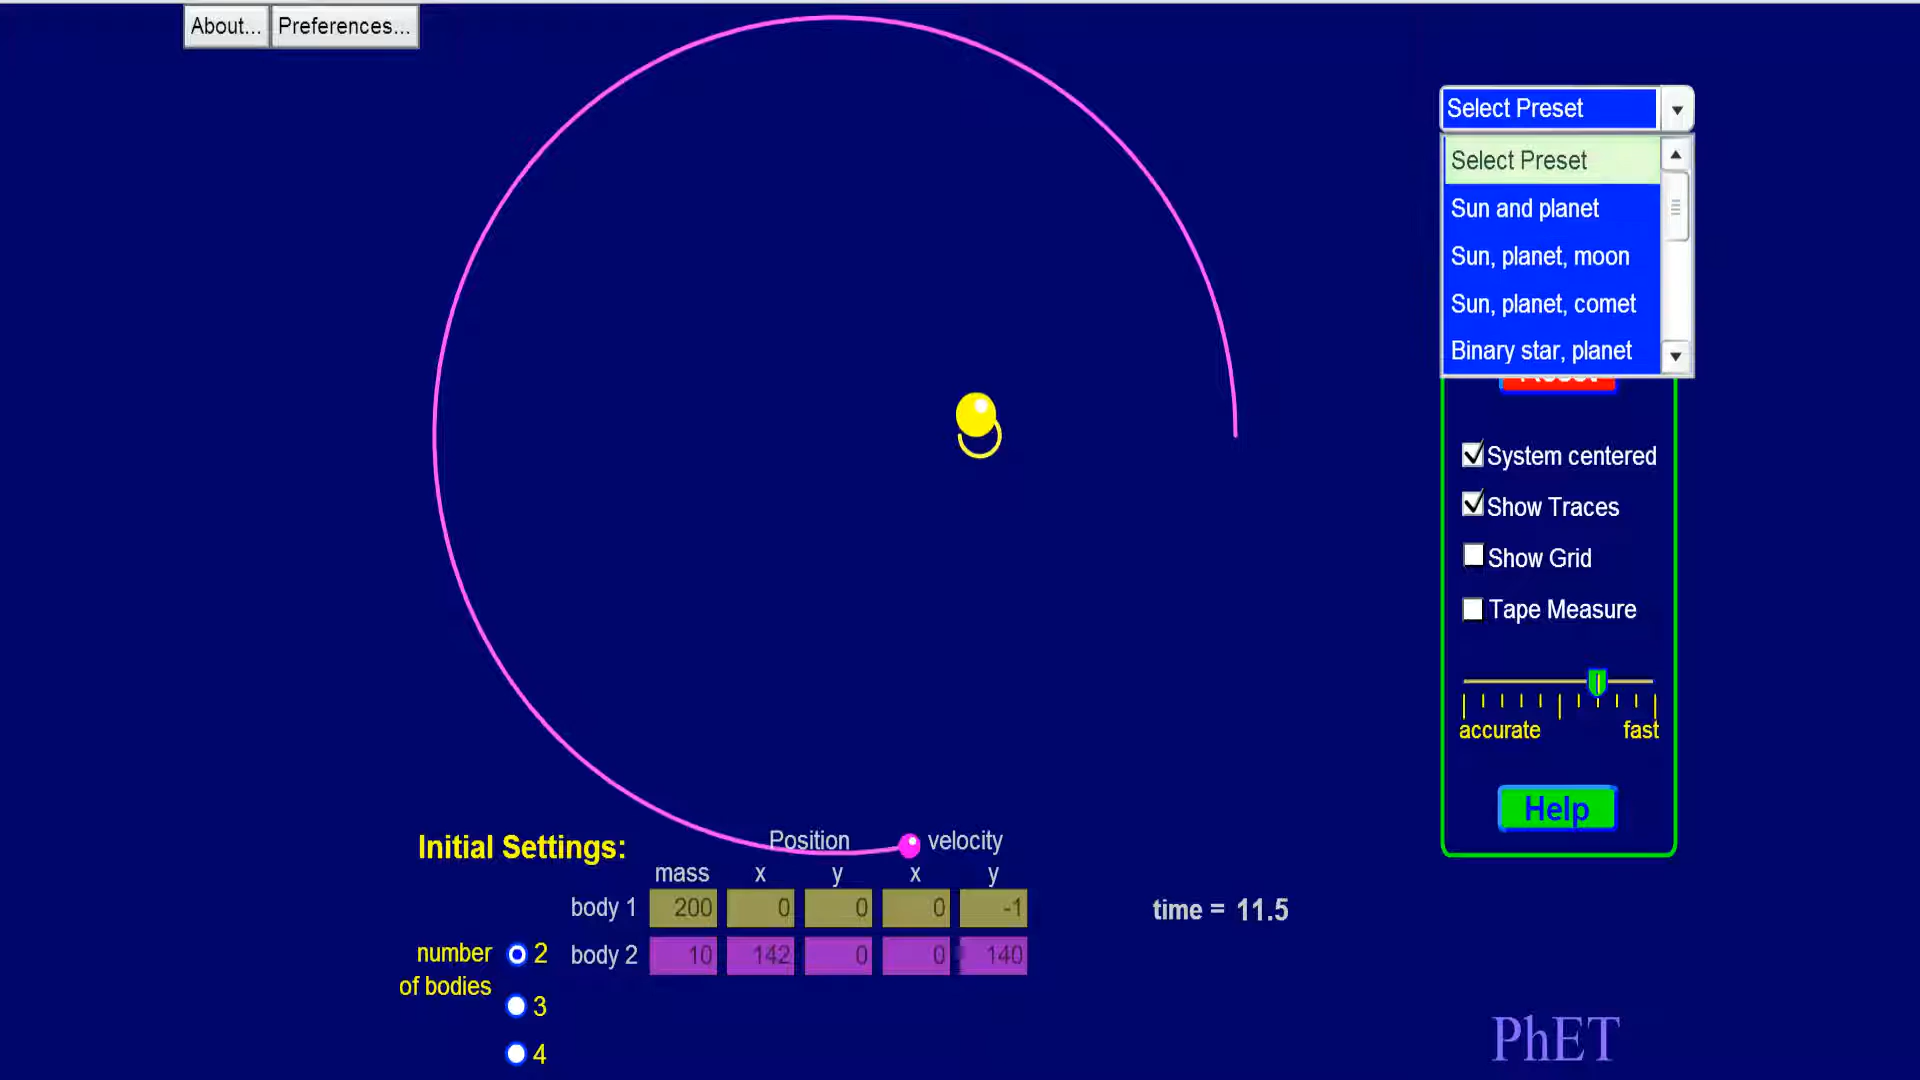 About...
Preferences...
Select Preset
Select Preset
Sun and planet
Sun, planet, moon
Sun, planet, comet
Binary star, planet
System centered
Show Traces
Show Grid
Tape Measure
accurate
fast
Help
Initial Settings:
Position
velocity
mass
x
y
x
y
body 1
200
0
0
0
-1
body 2
10
142
0
0
140
number
of bodies
2
3
4
time = 11.5
PhET